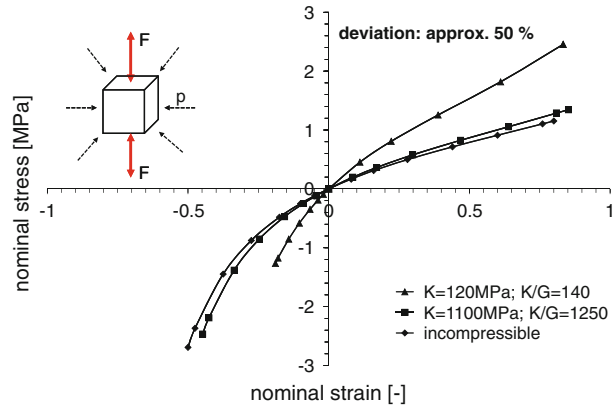 3
deviation: approx. 50 %
F
2
p
1
F
nominal stress [MPa]
0
-1
-0.5
0
0.5
1
-1
K=120MPa; K/G=140
-2
K=1100MPa; K/G=1250
incompressible
-3
nominal strain [-]